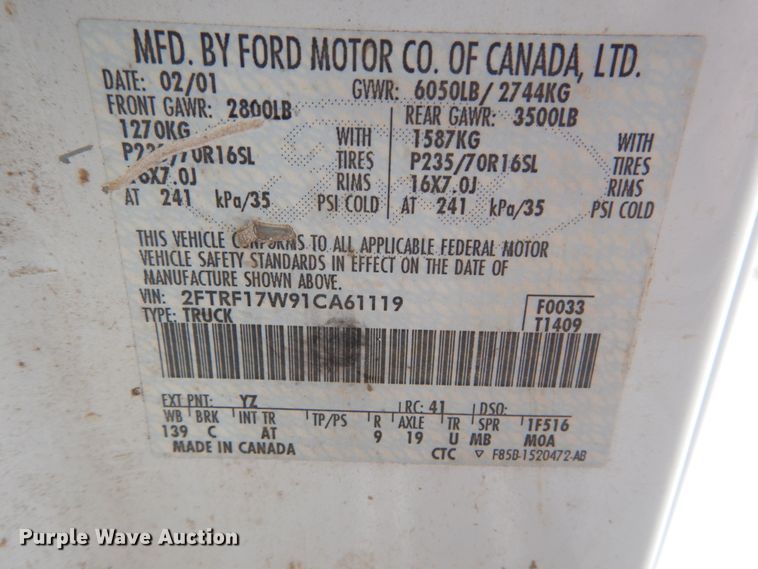 MFD. BY FORD MOTOR CO. OF CANADA, LTD.
DATE: 02/01 GVWR: 6050LB/ 2744KG
FRONT GAWR: 2800LB REAR GAWR: 3500LB
1270KG WITH 1587KG WITH
P235/70R16SL TIRES P235/70R16SL TIRES
16X7.0J RIMS 16X7.0J RIMS
AT 241 kPa/35 PSI COLD AT 241 kPa/35 PSI COLD
THIS VEHICLE CONFORMS TO ALL APPLICABLE FEDERAL MOTOR
VEHICLE SAFETY STANDARDS IN EFFECT ON THE DATE OF
MANUFACTURE SHOWN ABOVE.
VIN: 2FTRF17W91CA61119 F0033
TYPE: TRUCK T1409
EXT PNT: YZ RC: 41 DSO:
WB BRK INT TR TP/PS R AXLE TR SPR 1F516
139 C AT 9 19 U MB MOA
MADE IN CANADA CTC ▽ F85B-1520472-AB
Purple Wave Auction